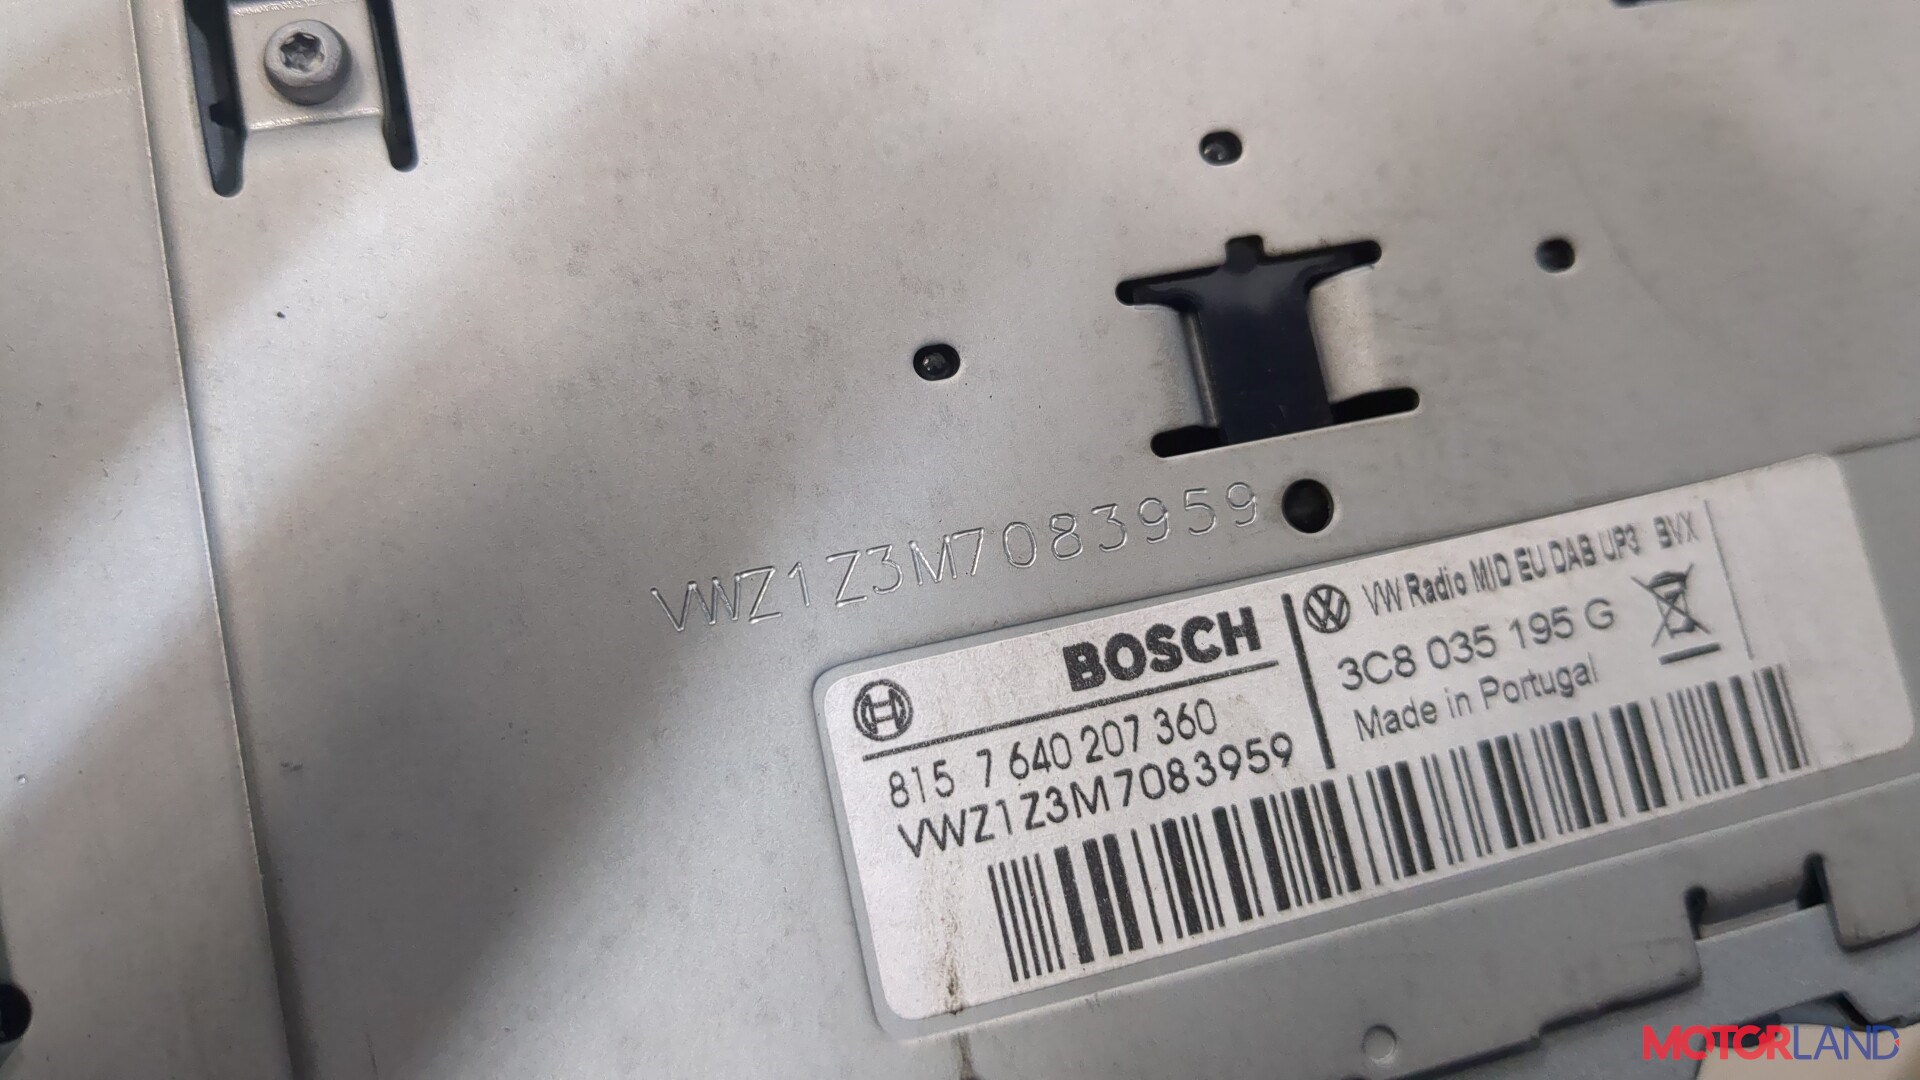 VWZ1Z3M7083959
BOSCH
815 7 640 207 360
VWZ1Z3M7083959
VW Radio MID EU DAB UP3 BVX
3C8 035 195 G
Made in Portugal
MOTORLAND